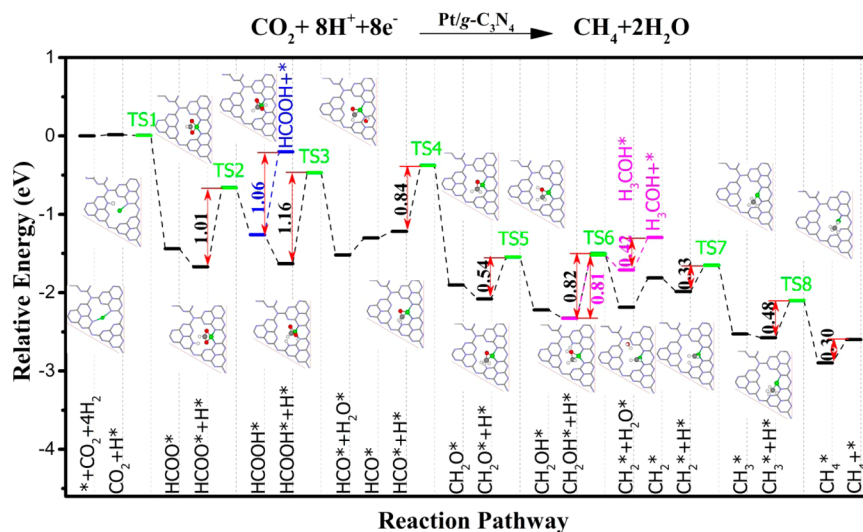 CO₂+ 8H⁺+8e⁻ Pt/g-C₃N₄ CH₄+2H₂O
Relative Energy (eV)
1
0
-1
-2
-3
-4
TS1
TS2
HCOOH+*
TS3
TS4
TS5
TS6
H₃COH*
H₃COH+*
TS7
TS8
1.01
1.06
1.16
0.84
0.54
0.82
0.81
0.42
0.33
0.48
0.30
*+CO₂+4H₂
CO₂+H*
HCOO*
HCOO*+H*
HCOOH*
HCOOH*+H*
HCO*+H₂O*
HCO*
HCO*+H*
CH₂O*
CH₂O*+H*
CH₂OH*
CH₂OH*+H*
CH₂*+H₂O*
CH₂*
CH₂*+H*
CH₃*
CH₃*+H*
CH₄*
CH₄+*
Reaction Pathway